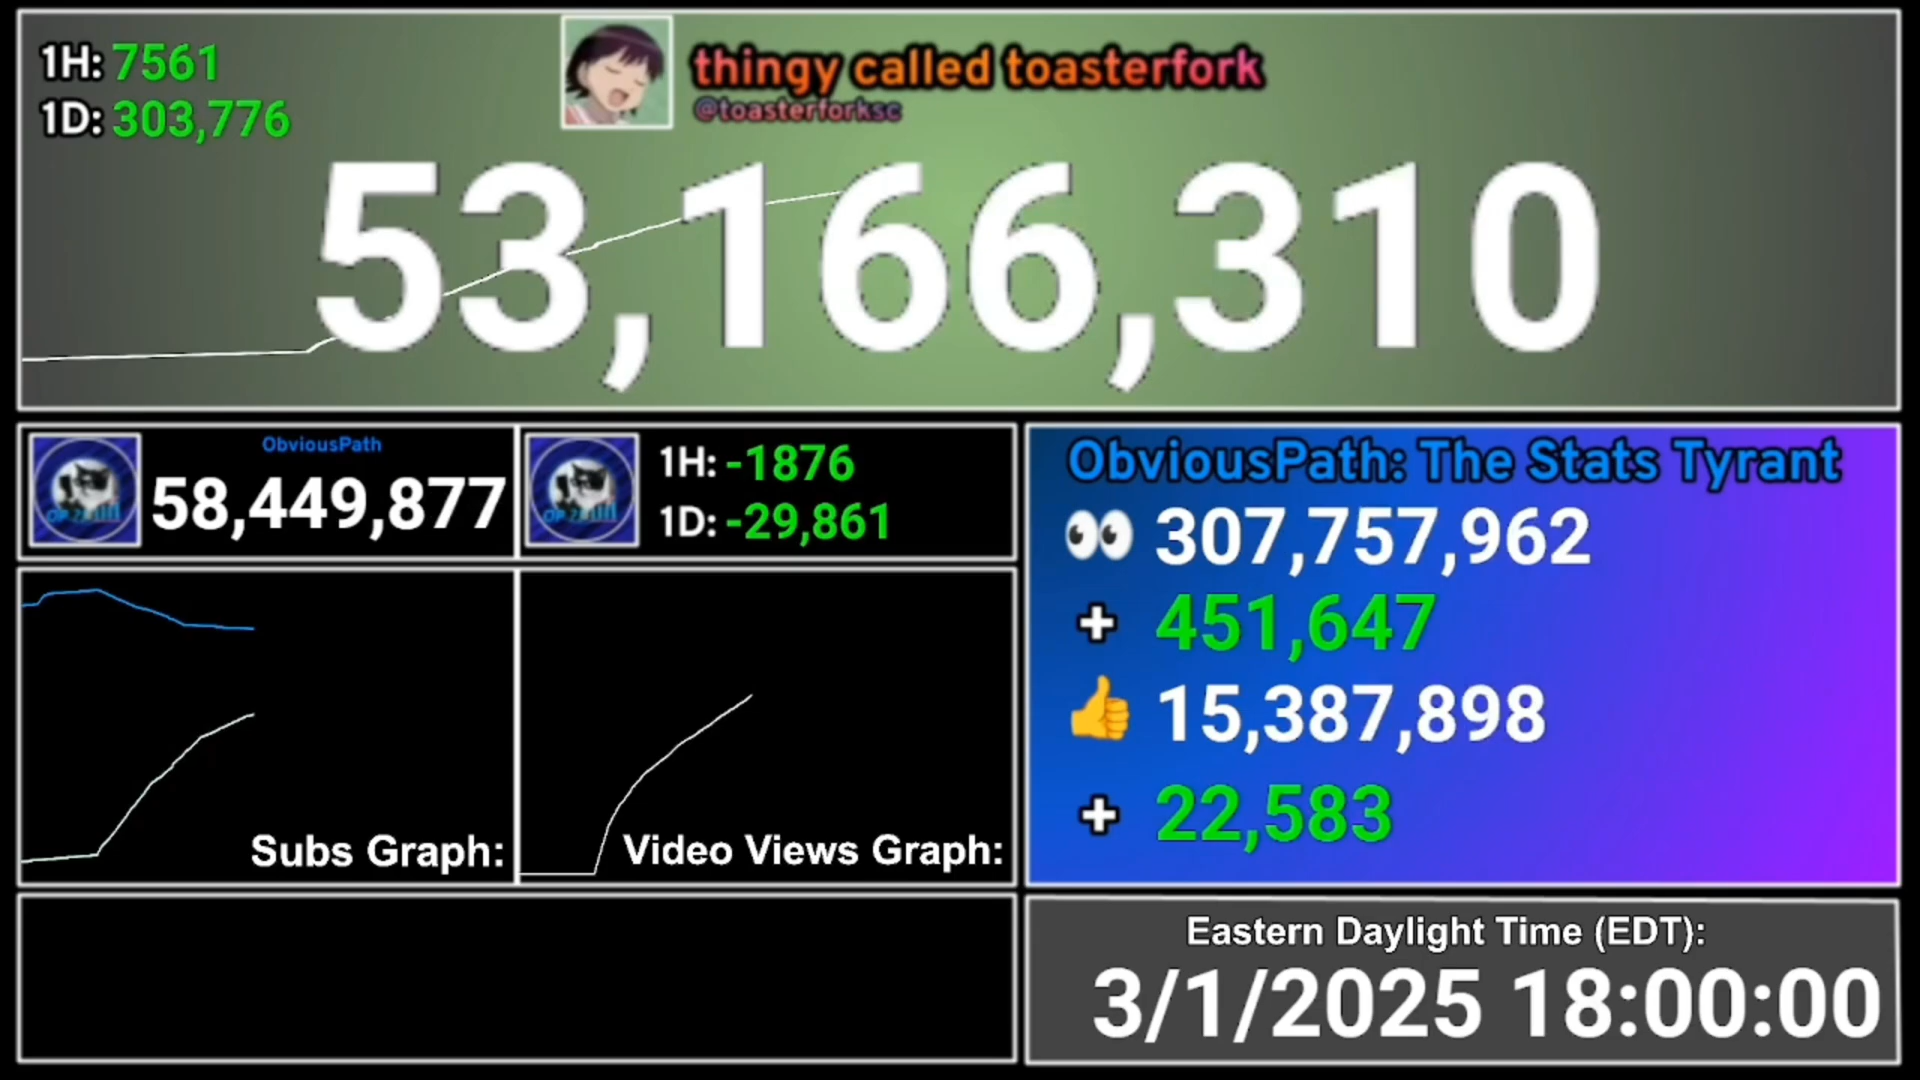 1H: 7561
1D: 303,776
thingy called toasterfork
@toasterforksc
53,166,310
ObviousPath
58,449,877
1H: -1876
1D: -29,861
Subs Graph:
Video Views Graph:
ObviousPath: The Stats Tyrant
307,757,962
+ 451,647
15,387,898
+ 22,583
Eastern Daylight Time (EDT):
3/1/2025 18:00:00